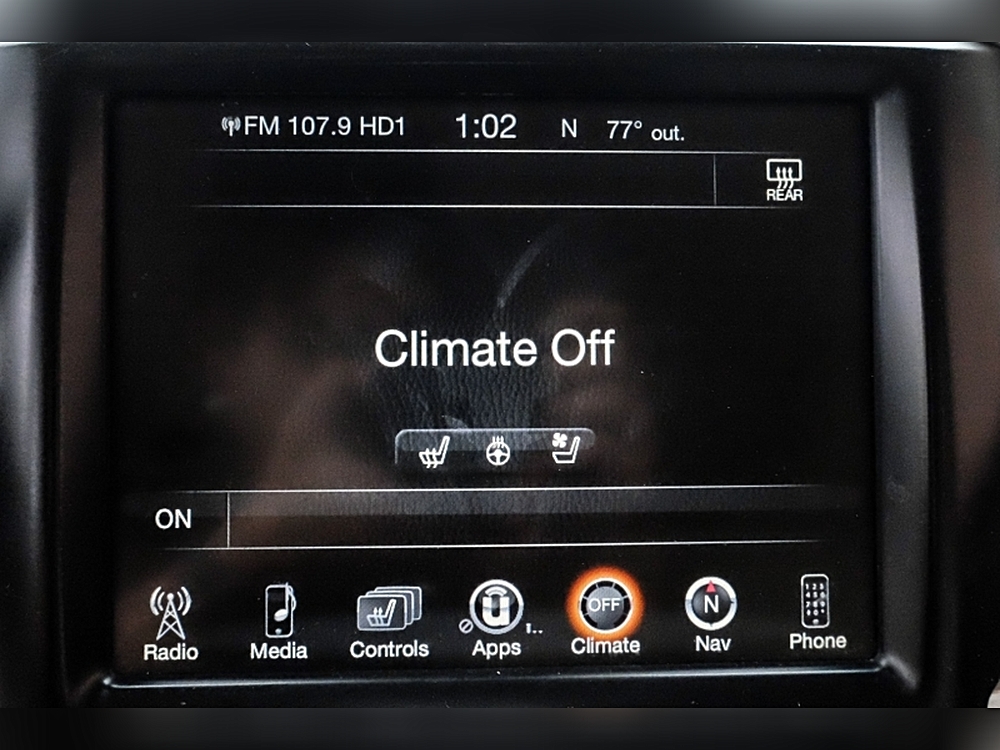 FM 107.9 HD1 1:02 N 77° out.
REAR
Climate Off
ON
OFF N
Radio Media Controls Apps Climate Nav Phone